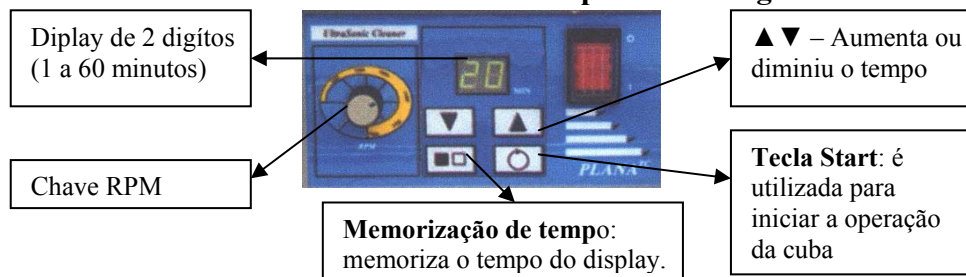 Diplay de 2 digítos
(1 a 60 minutos)
UltraSonic Cleaner
20
MIN
▲▼ – Aumenta ou
diminiu o tempo
▼ ▲
RPM
Chave RPM
PLANA
Tecla Start: é
utilizada para
iniciar a operação
da cuba
Memorização de tempo:
memoriza o tempo do display.